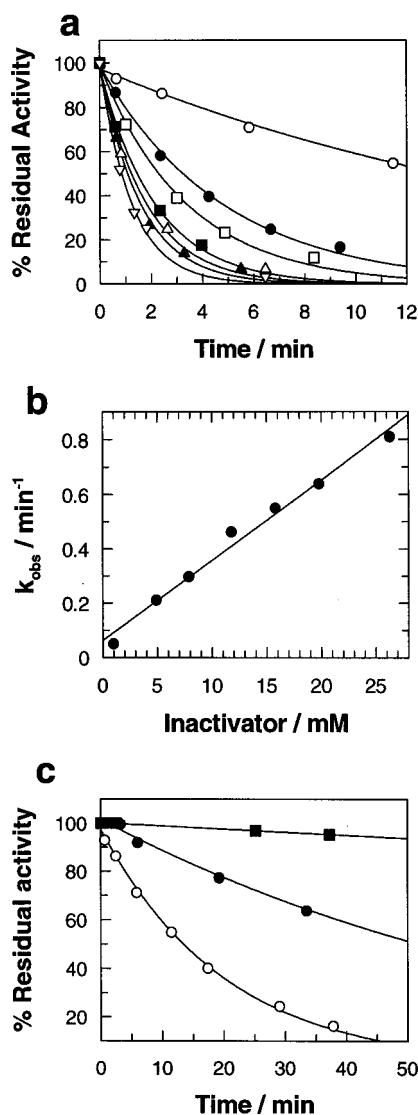 a
100
80
60
40
20
0
% Residual Activity
0 2 4 6 8 10 12
Time / min
b
0.8
0.6
0.4
0.2
0
k_obs / min⁻¹
0 5 10 15 20 25
Inactivator / mM
c
100
80
60
40
20
% Residual activity
0 10 20 30 40 50
Time / min